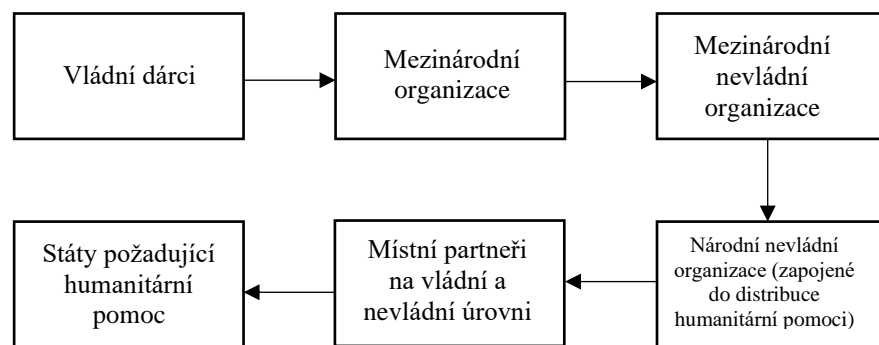 Vládní dárci
Mezinárodní
organizace
Mezinárodní
nevládní
organizace
Národní nevládní
organizace (zapojené
do distribuce
humanitární pomoci)
Místní partneři
na vládní a
nevládní úrovni
Státy požadující
humanitární
pomoc